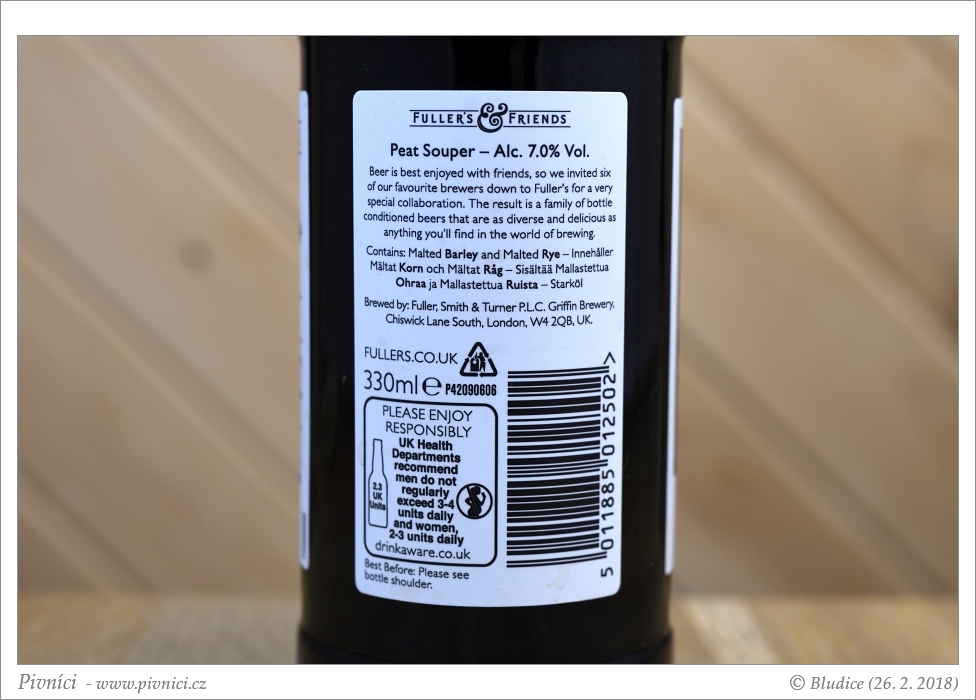 FULLER'S & FRIENDS
Peat Souper – Alc. 7.0% Vol.
Beer is best enjoyed with friends, so we invited six
of our favourite brewers down to Fuller's for a very
special collaboration. The result is a family of bottle
conditioned beers that are as diverse and delicious as
anything you'll find in the world of brewing.
Contains: Malted Barley and Malted Rye – Innehåller
Mältat Korn och Mältat Råg – Sisältää Mallastettua
Ohraa ja Mallastettua Ruista – Starköl
Brewed by: Fuller, Smith & Turner P.L.C. Griffin Brewery,
Chiswick Lane South, London, W4 2QB, UK.
FULLERS.CO.UK
330ml e P42090606
PLEASE ENJOY
RESPONSIBLY
UK Health
Departments
recommend
men do not
regularly
exceed 3-4
units daily
and women,
2-3 units daily
2.3
UK
Units
drinkaware.co.uk
Best Before: Please see
bottle shoulder.
5 011885 012502 >
Pivníci - www.pivnici.cz
© Bludice (26. 2. 2018)